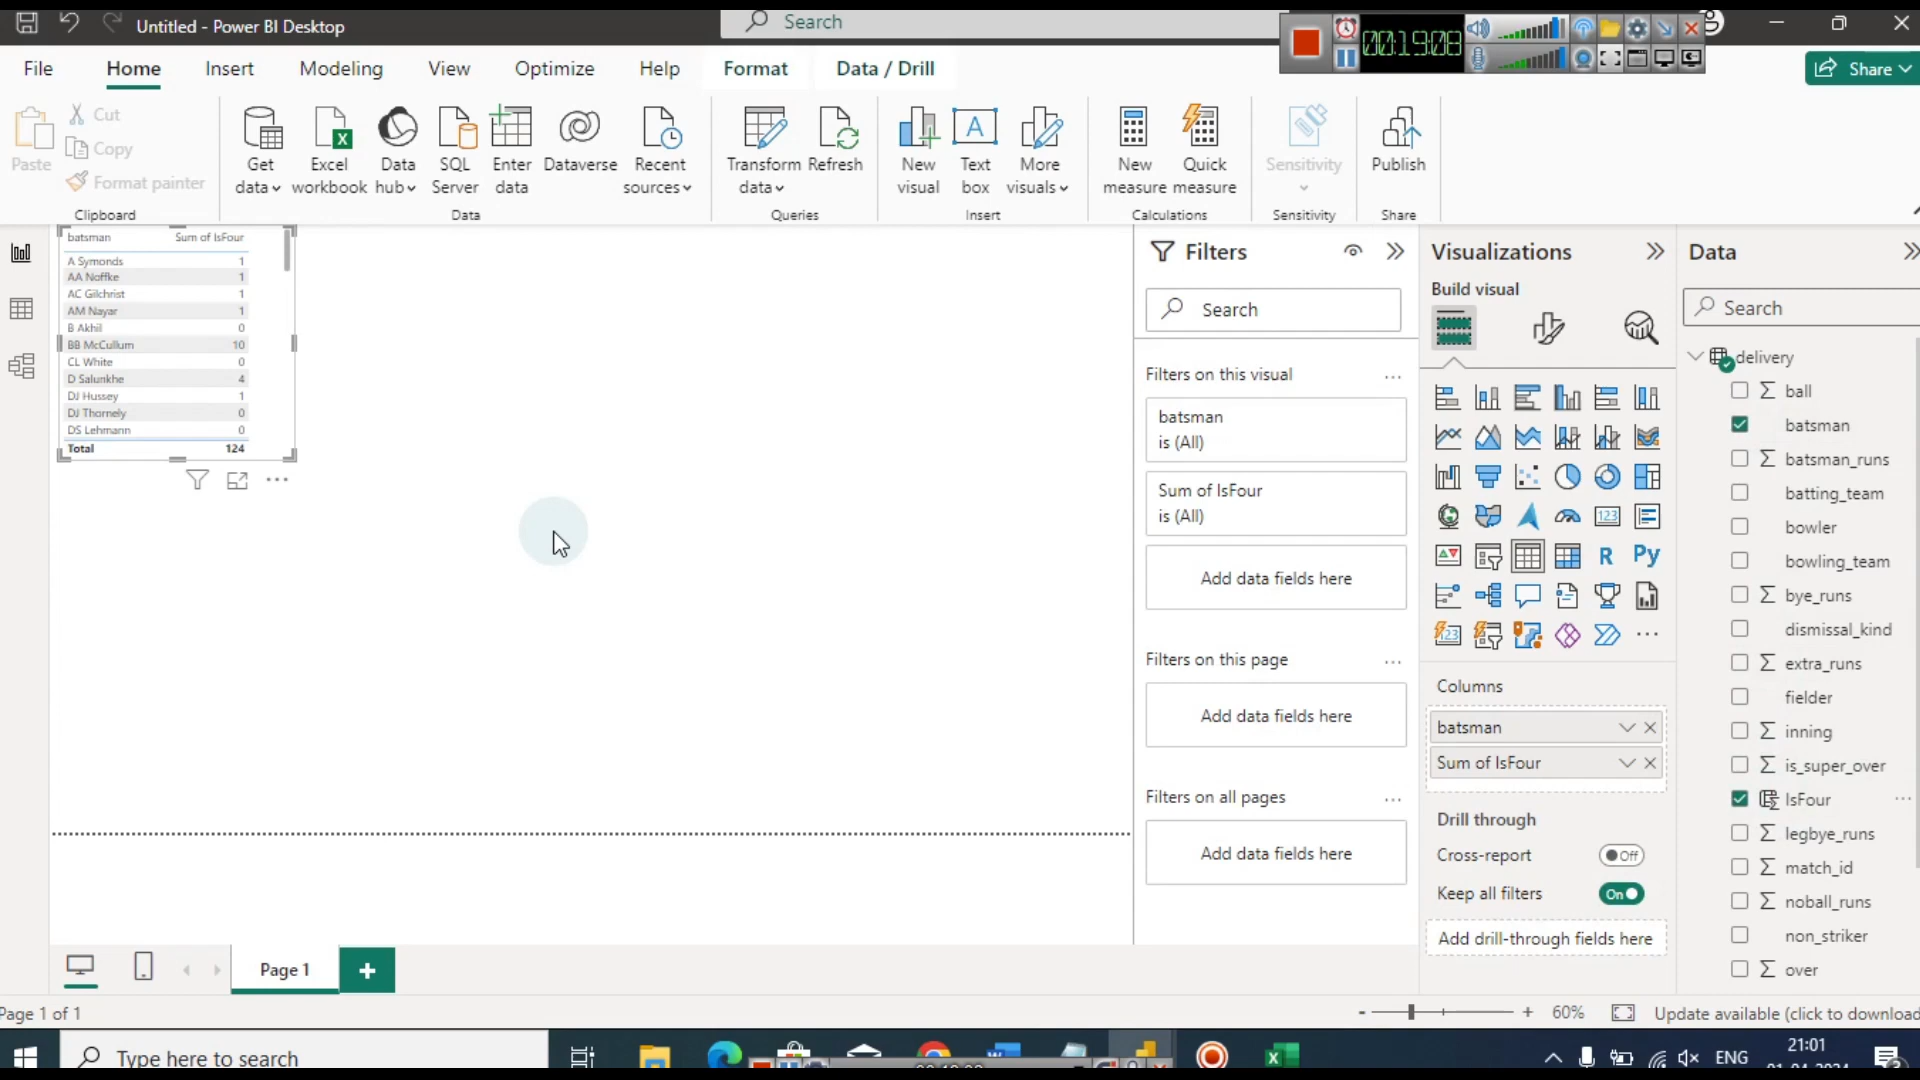 Untitled - Power BI Desktop
Search
00:19:08
File Home Insert Modeling View Optimize Help Format Data / Drill
Share
Paste
Cut
Copy
Format painter
Clipboard
Get data
Excel workbook
Data hub
SQL Server
Enter data
Dataverse
Recent sources
Data
Transform data
Refresh
Queries
New visual
Text box
More visuals
Insert
New measure
Quick measure
Calculations
Sensitivity
Sensitivity
Publish
Share
batsman Sum of IsFour
A Symonds 1
AA Noffke 1
AC Gilchrist 1
AM Nayar 1
B Akhil 0
BB McCullum 10
CL White 0
D Salunkhe 4
DJ Hussey 1
DJ Thornely 0
DS Lehmann 0
Total 124
Filters
Search
Filters on this visual
batsman
is (All)
Sum of IsFour
is (All)
Add data fields here
Filters on this page
Add data fields here
Filters on all pages
Add data fields here
Visualizations
Build visual
123
R
Py
123
Columns
batsman
Sum of IsFour
Drill through
Cross-report Off
Keep all filters On
Add drill-through fields here
Data
Search
delivery
ball
batsman
batsman_runs
batting_team
bowler
bowling_team
bye_runs
dismissal_kind
extra_runs
fielder
inning
is_super_over
IsFour
legbye_runs
match_id
noball_runs
non_striker
over
Page 1
Page 1 of 1
- + 60%
Update available (click to download
Type here to search
ENG
21:01